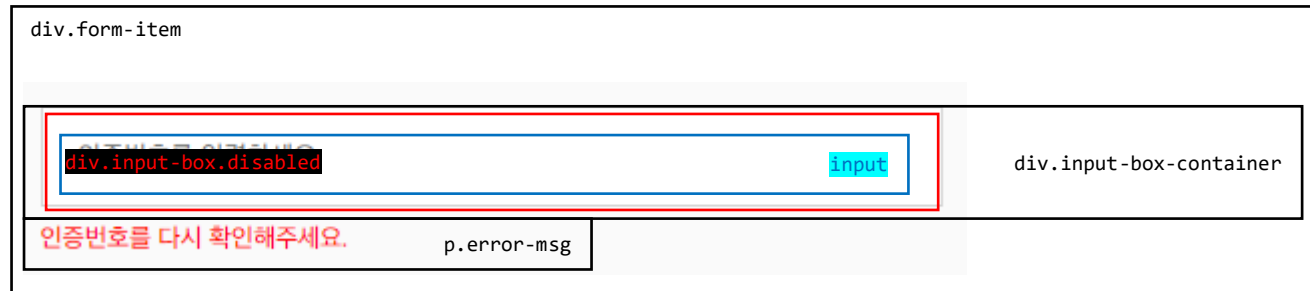 div.form-item
div.input-box.disabled
input
div.input-box-container
인증번호를 다시 확인해주세요.
p.error-msg